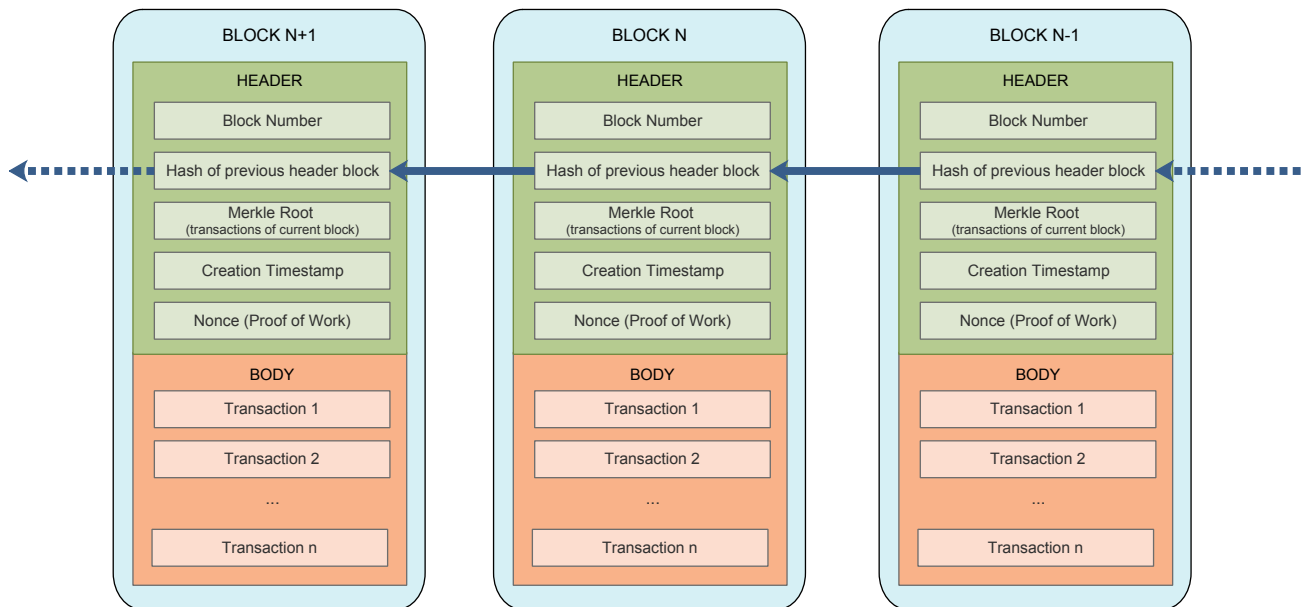 BLOCK N+1
HEADER
Block Number
Hash of previous header block
Merkle Root
(transactions of current block)
Creation Timestamp
Nonce (Proof of Work)
BODY
Transaction 1
Transaction 2
...
Transaction n
BLOCK N
HEADER
Block Number
Hash of previous header block
Merkle Root
(transactions of current block)
Creation Timestamp
Nonce (Proof of Work)
BODY
Transaction 1
Transaction 2
...
Transaction n
BLOCK N-1
HEADER
Block Number
Hash of previous header block
Merkle Root
(transactions of current block)
Creation Timestamp
Nonce (Proof of Work)
BODY
Transaction 1
Transaction 2
...
Transaction n